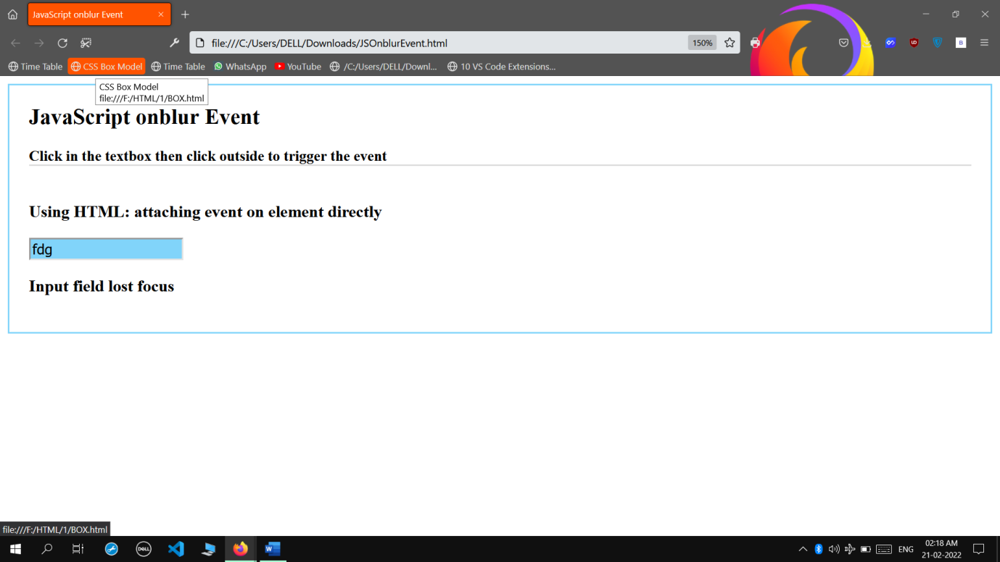 JavaScript onblur Event
file:///C:/Users/DELL/Downloads/JSOnblurEvent.html 150%
Time Table CSS Box Model Time Table WhatsApp YouTube /C:/Users/DELL/Downl... 10 VS Code Extensions...
CSS Box Model
file:///F:/HTML/1/BOX.html
JavaScript onblur Event
Click in the textbox then click outside to trigger the event
Using HTML: attaching event on element directly
fdg
Input field lost focus
file:///F:/HTML/1/BOX.html
DELL W ENG 02:18 AM
21-02-2022